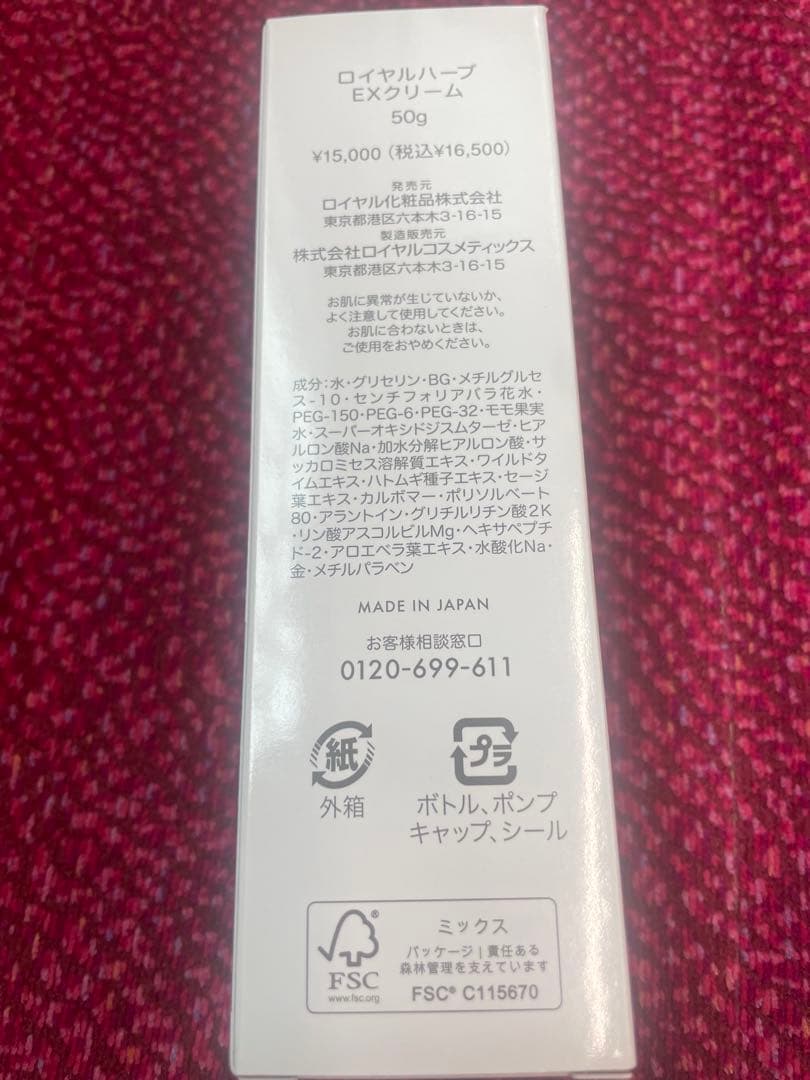 ロイヤルハーブ
EXクリーム
50g
¥15,000(税込¥16,500)
発売元
ロイヤル化粧品株式会社
東京都港区六本木3-16-15
製造販売元
株式会社ロイヤルコスメティックス
東京都港区六本木3-16-15
お肌に異常が生じていないか、
よく注意して使用してください。
お肌に合わないときは、
ご使用をおやめください。
成分:水・グリセリン・BG・メチルグルセ
ス-10・センチフォリアバラ花水・
PEG-150・PEG-6・PEG-32・モモ果実
水・スーパーオキシドジスムターゼ・ヒア
ルロン酸Na・加水分解ヒアルロン酸・サ
ッカロミセス溶解質エキス・ワイルドタ
イムエキス・ハトムギ種子エキス・セージ
葉エキス・カルボマー・ポリソルベート
80・アラントイン・グリチルリチン酸2K
・リン酸アスコルビルMg・ヘキサペプチ
ド-2・アロエベラ葉エキス・水酸化Na・
金・メチルパラベン
MADE IN JAPAN
お客様相談窓口
0120-699-611
紙
プラ
外箱
ボトル、ポンプ
キャップ、シール
ミックス
パッケージ|責任ある
森林管理を支えています
FSC® C115670
®
FSC
www.fsc.org